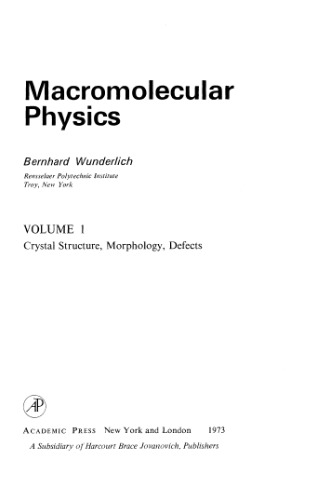 Macromolecular
Physics
Bernhard Wunderlich
Rensselaer Polytechnic Institute
Troy, New York
VOLUME 1
Crystal Structure, Morphology, Defects
AP
ACADEMIC PRESS New York and London 1973
A Subsidiary of Harcourt Brace Jovanovich, Publishers